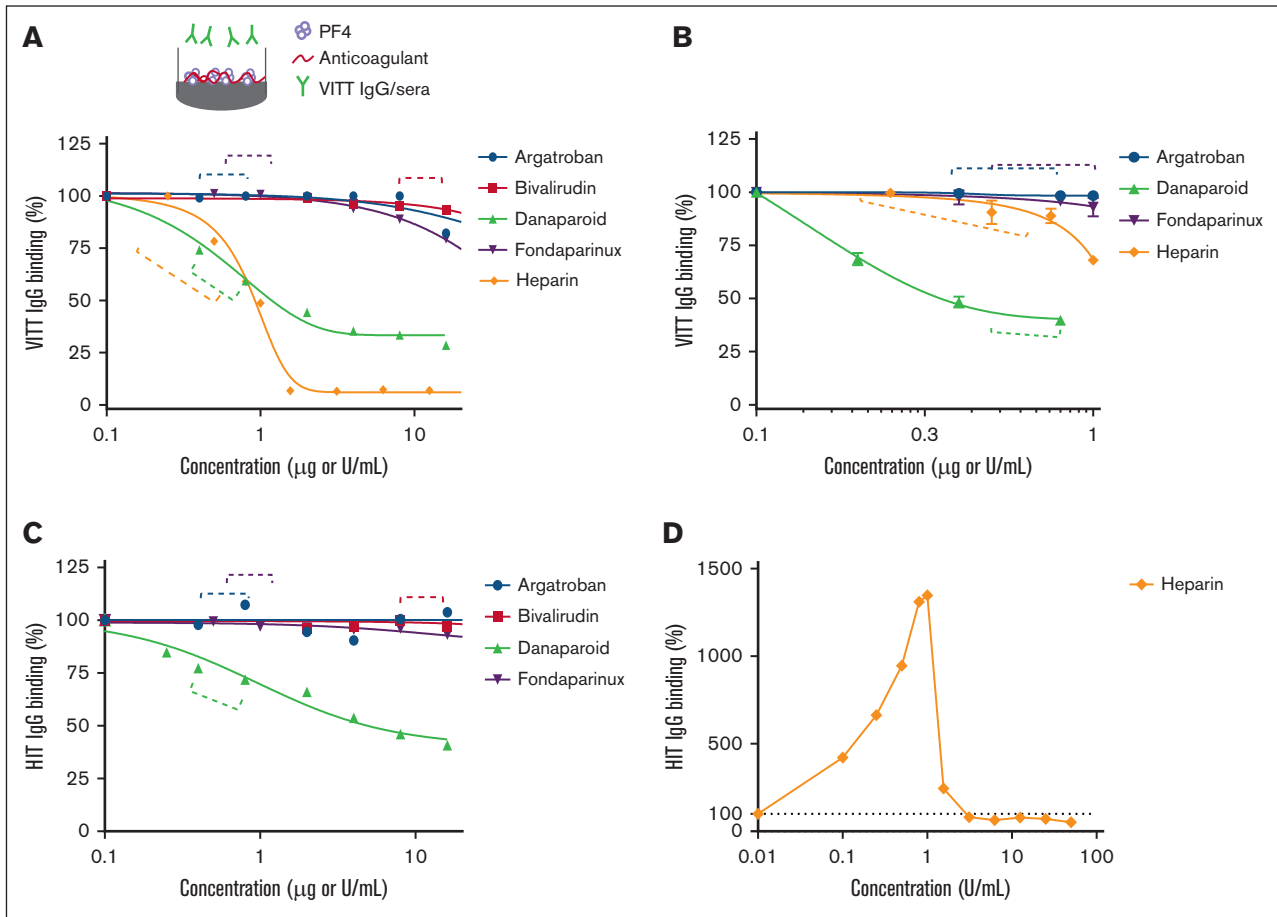 A
PF4
Anticoagulant
VITT IgG/sera
125
100
75
50
25
0
VITT IgG binding (%)
0.1
1
10
Concentration (μg or U/mL)
Argatroban
Bivalirudin
Danaparoid
Fondaparinux
Heparin
B
125
100
75
50
25
0
VITT IgG binding (%)
0.1
0.3
1
Concentration (μg or U/mL)
Argatroban
Danaparoid
Fondaparinux
Heparin
C
125
100
75
50
25
0
HIT IgG binding (%)
0.1
1
10
Concentration (μg or U/mL)
Argatroban
Bivalirudin
Danaparoid
Fondaparinux
D
1500
1000
500
100
0
HIT IgG binding (%)
0.01
0.1
1
10
100
Concentration (U/mL)
Heparin